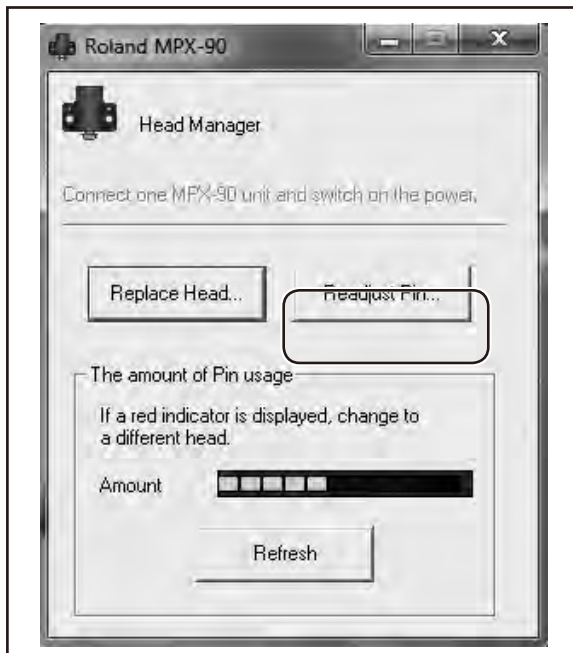 Roland MPX-90
Head Manager
Connect one MPX-90 unit and switch on the power.
Replace Head... Readjust Pin...
The amount of Pin usage
If a red indicator is displayed, change to
a different head.
Amount
Refresh